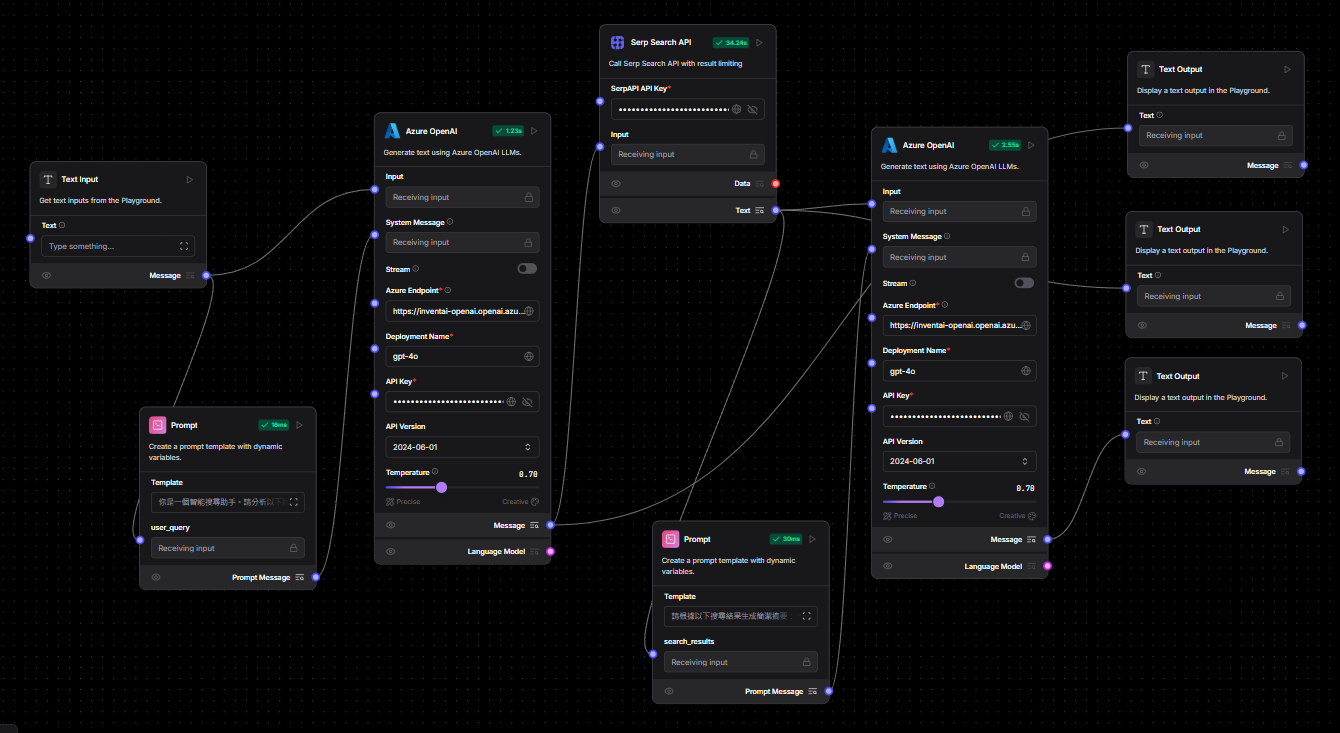 Text Input
Get text inputs from the Playground.
Text
Type something...
Message
Prompt
16ms
Create a prompt template with dynamic
variables.
Template
你是一個智能搜尋助手，請分析以下
user_query
Receiving input
Prompt Message
Azure OpenAI
1.23s
Generate text using Azure OpenAI LLMs.
Input
Receiving input
System Message
Receiving input
Stream
Azure Endpoint*
https://inventai-openai.openai.azu...
Deployment Name*
gpt-4o
API Key*
API Version
2024-06-01
Temperature
0.70
Precise
Creative
Message
Language Model
Serp Search API
34.24s
Call Serp Search API with result limiting
SerpAPI API Key*
Input
Receiving input
Data
Text
Prompt
30ms
Create a prompt template with dynamic
variables.
Template
請根據以下搜尋結果生成簡潔摘要：
search_results
Receiving input
Prompt Message
Azure OpenAI
2.55s
Generate text using Azure OpenAI LLMs.
Input
Receiving input
System Message
Receiving input
Stream
Azure Endpoint*
https://inventai-openai.openai.azu...
Deployment Name*
gpt-4o
API Key*
API Version
2024-06-01
Temperature
0.70
Precise
Creative
Message
Language Model
Text Output
Display a text output in the Playground.
Text
Receiving input
Message
Text Output
Display a text output in the Playground.
Text
Receiving input
Message
Text Output
Display a text output in the Playground.
Text
Receiving input
Message